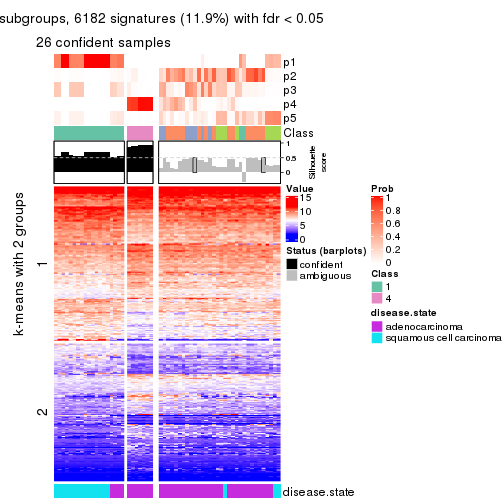 subgroups, 6182 signatures (11.9%) with fdr < 0.05
26 confident samples
p1
p2
p3
p4
p5
Class
1
0.5
0
Silhouette
score
k-means with 2 groups
1
2
disease.state
Value
15
10
5
0
Status (barplots)
confident
ambiguous
Prob
1
0.8
0.6
0.4
0.2
0
Class
1
4
disease.state
adenocarcinoma
squamous cell carcinoma